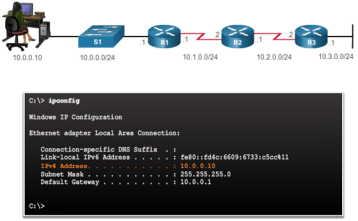 S1
R1
R2
R3
.1
.1
.2
.1
.2
.1
10.0.0.10
10.0.0.0/24
10.1.0.0/24
10.2.0.0/24
10.3.0.0/24
C:\> ipconfig
Windows IP Configuration
Ethernet adapter Local Area Connection:
Connection-specific DNS Suffix . :
Link-local IPv6 Address . . . . . : fe80::fd4c:6609:6733:c5cc%11
IPv4 Address. . . . . . . . . . . : 10.0.0.10
Subnet Mask . . . . . . . . . . . : 255.255.255.0
Default Gateway . . . . . . . . . : 10.0.0.1
C:\>